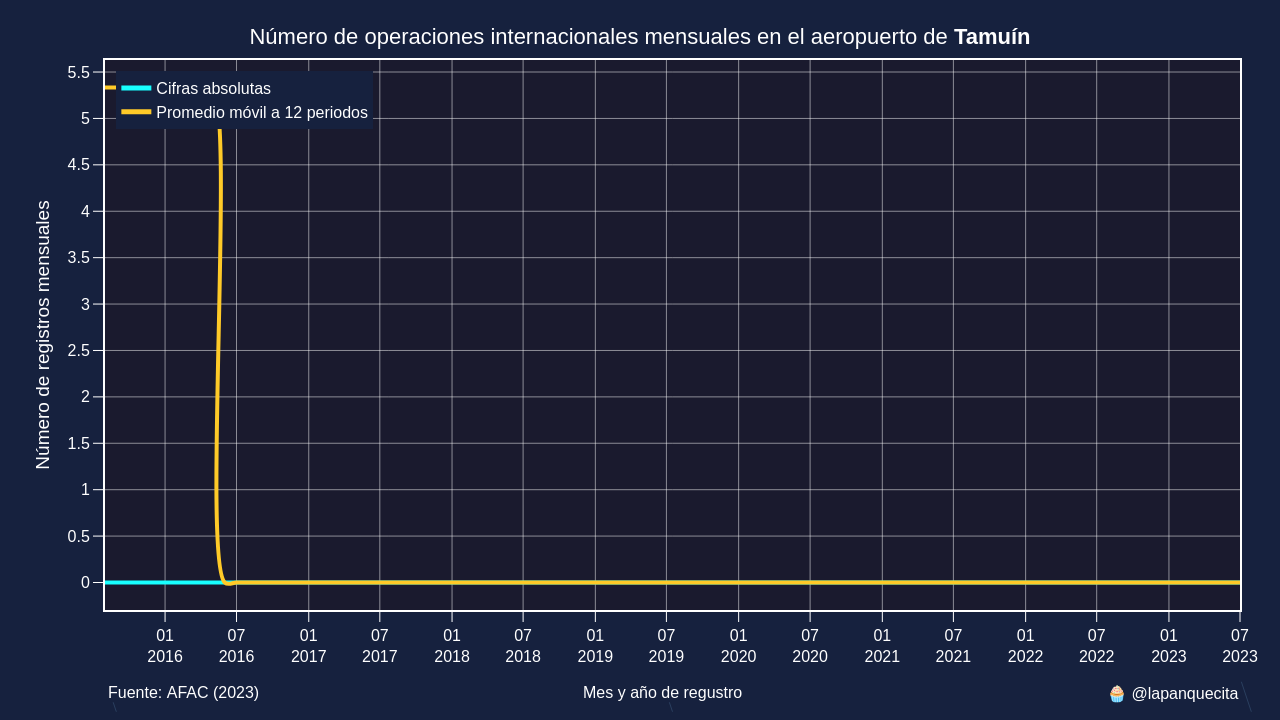 Número de operaciones internacionales mensuales en el aeropuerto de Tamuín
Cifras absolutas
Promedio móvil a 12 periodos
Número de registros mensuales
5.5
5
4.5
4
3.5
3
2.5
2
1.5
1
0.5
0
01 07 01 07 01 07 01 07 01 07 01 07 01 07 01 07
2016 2016 2017 2017 2018 2018 2019 2019 2020 2020 2021 2021 2022 2022 2023 2023
Fuente: AFAC (2023) Mes y año de regustro 🧁 @lapanquecita